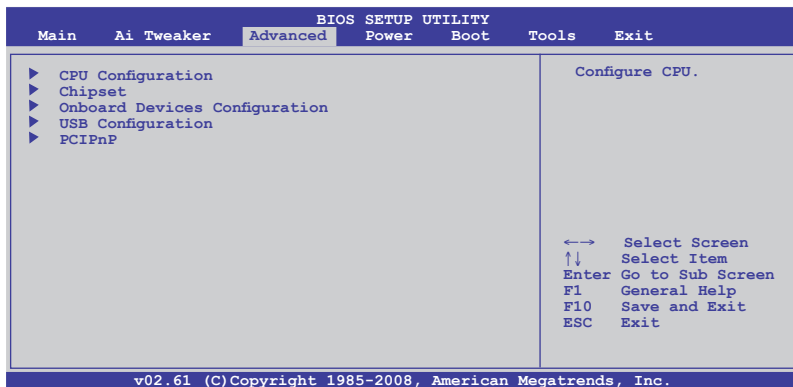 BIOS SETUP UTILITY
Main Ai Tweaker Advanced Power Boot Tools Exit
CPU Configuration
Chipset
Onboard Devices Configuration
USB Configuration
PCIPnP
Configure CPU.
←→ Select Screen
↑↓ Select Item
Enter Go to Sub Screen
F1 General Help
F10 Save and Exit
ESC Exit
v02.61 (C)Copyright 1985-2008, American Megatrends, Inc.